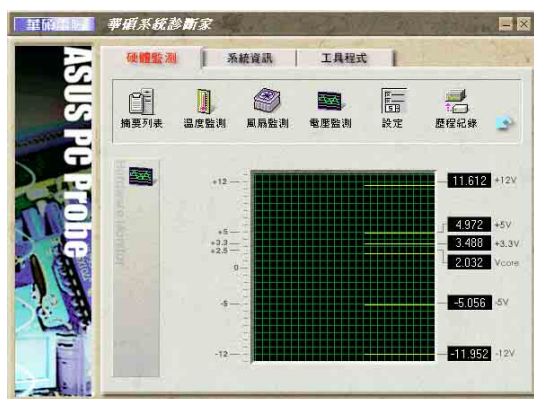 華碩電腦 華碩系統診斷家
ASUS PC Probe
硬體監測 系統資訊 工具程式
摘要列表 溫度監測 風扇監測 電壓監測 設定 歷程紀錄
Hardware Monitor
+12 11.612 +12V
+5 4.972 +5V
+3.3 3.488 +3.3V
+2.5 2.032 Vcore
0
-5 -5.056 -5V
-12 -11.952 -12V